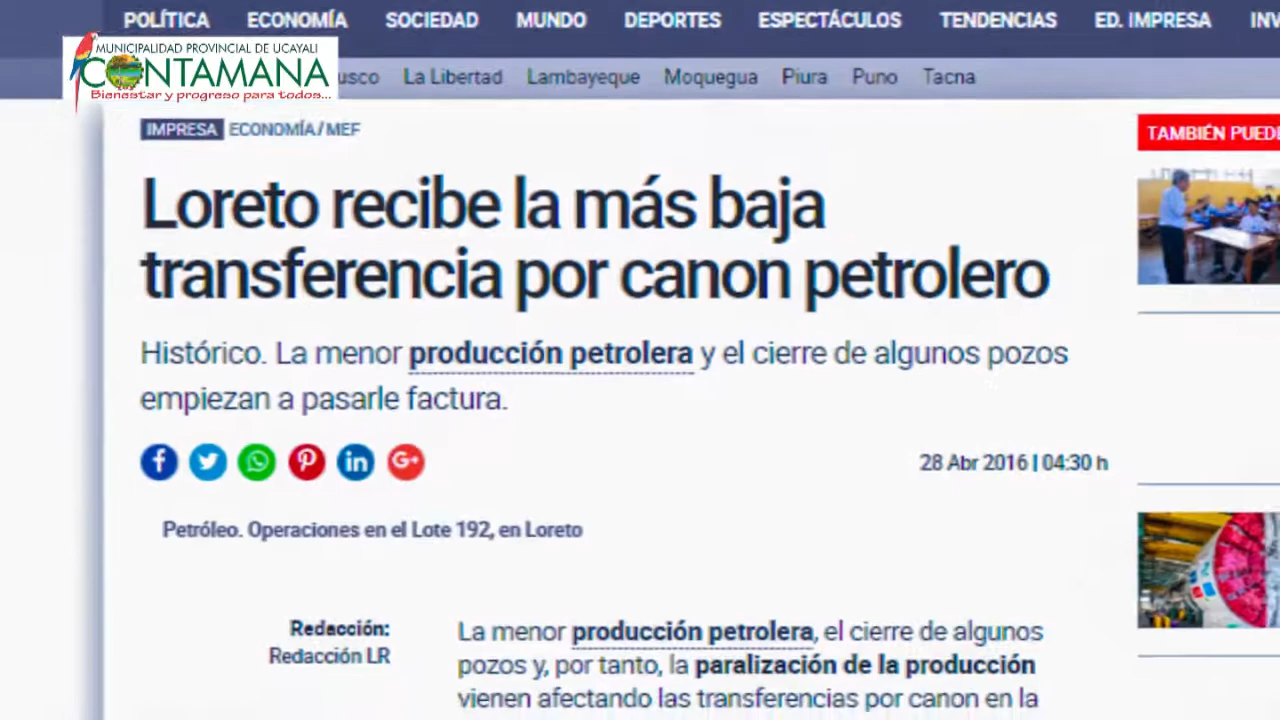 POLÍTICA ECONOMÍA SOCIEDAD MUNDO DEPORTES ESPECTÁCULOS TENDENCIAS ED. IMPRESA
MUNICIPALIDAD PROVINCIAL DE UCAYALI
CONTAMANA
Bienestar y progreso para todos...
usco La Libertad Lambayeque Moquegua Piura Puno Tacna
IMPRESA ECONOMÍA/MEF
TAMBIÉN PUEDE
Loreto recibe la más baja
transferencia por canon petrolero
Histórico. La menor producción petrolera y el cierre de algunos pozos
empiezan a pasarle factura.
28 Abr 2016 | 04:30 h
Petróleo. Operaciones en el Lote 192, en Loreto
Redacción:
Redacción LR
La menor producción petrolera, el cierre de algunos
pozos y, por tanto, la paralización de la producción
vienen afectando las transferencias por canon en la